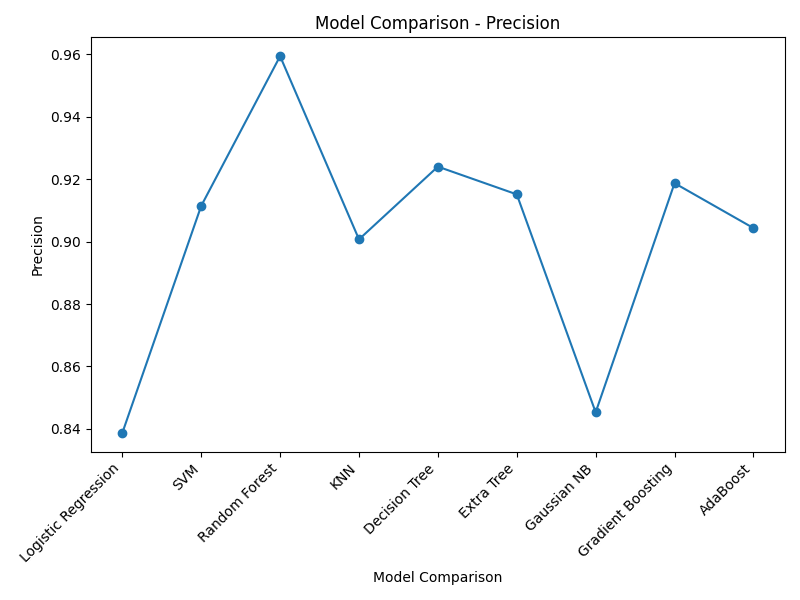 Model Comparison - Precision
Precision
0.96
0.94
0.92
0.90
0.88
0.86
0.84
Logistic Regression
SVM
Random Forest
KNN
Decision Tree
Extra Tree
Gaussian NB
Gradient Boosting
AdaBoost
Model Comparison